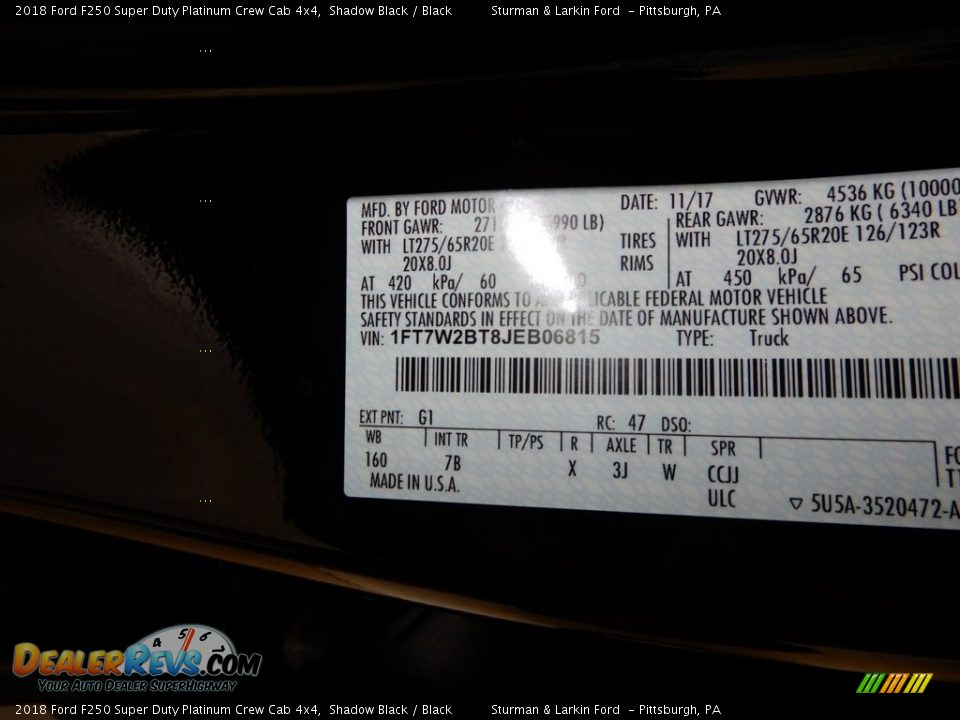 2018 Ford F250 Super Duty Platinum Crew Cab 4x4, Shadow Black / Black Sturman & Larkin Ford - Pittsburgh, PA
...
...
...
...
MFD. BY FORD MOTOR DATE: 11/17 GVWR: 4536 KG (10000
FRONT GAWR: 271 990 LB) REAR GAWR: 2876 KG ( 6340 LB
WITH LT275/65R20E TIRES WITH LT275/65R20E 126/123R
20X8.0J RIMS 20X8.0J
AT 420 kPa/ 60 AT 450 kPa/ 65 PSI COL
THIS VEHICLE CONFORMS TO APPLICABLE FEDERAL MOTOR VEHICLE
SAFETY STANDARDS IN EFFECT ON THE DATE OF MANUFACTURE SHOWN ABOVE.
VIN: 1FT7W2BT8JEB06815 TYPE: Truck
EXT PNT: G1 RC: 47 DSO:
WB INT TR TP/PS R AXLE TR SPR
160 7B X 3J W CCJJ
MADE IN U.S.A. ULC
▽ 5U5A-3520472-A
4 5 6
DEALERREVS.COM
YOUR AUTO DEALER SUPERHIGHWAY
2018 Ford F250 Super Duty Platinum Crew Cab 4x4, Shadow Black / Black Sturman & Larkin Ford - Pittsburgh, PA